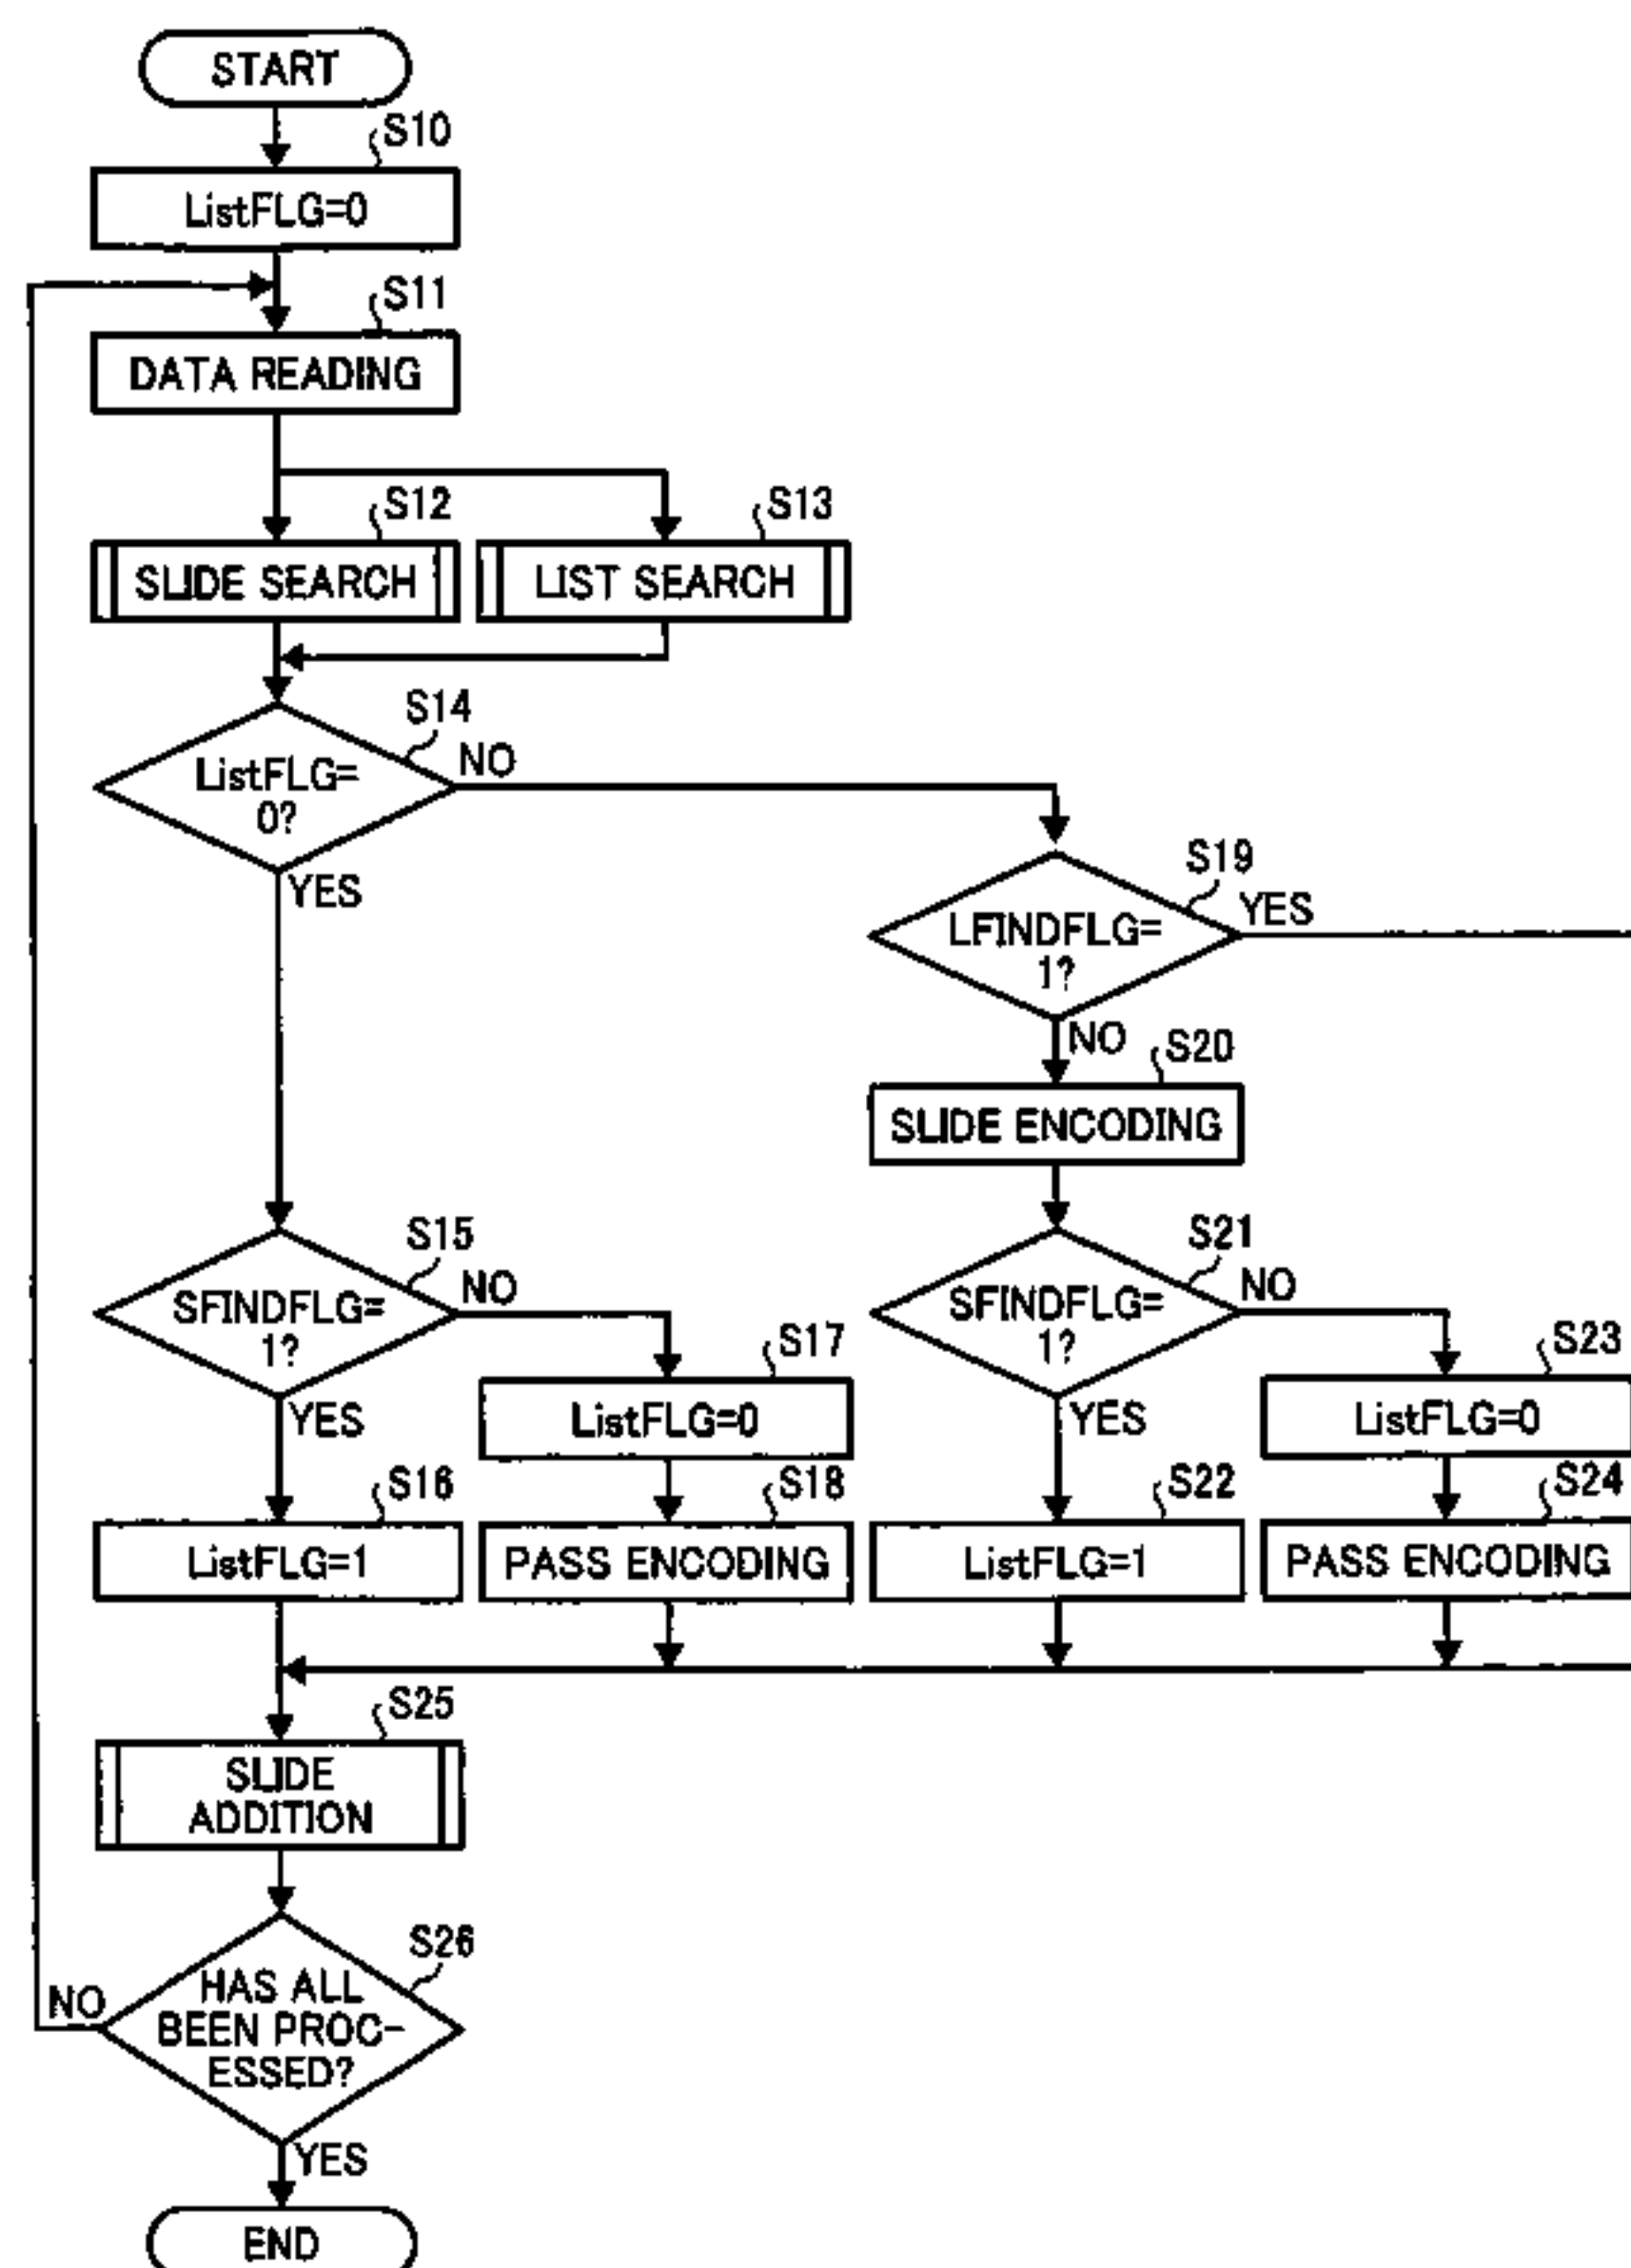 START
S10
ListFLG=0
S11
DATA READING
S12
S13
SLIDE SEARCH
LIST SEARCH
S14
ListFLG=
0?
NO
YES
S19
LFINDFLG=
1?
YES
NO
S20
SLIDE ENCODING
S15
SFINDFLG=
1?
NO
YES
S21
SFINDFLG=
1?
NO
YES
S17
ListFLG=0
S23
ListFLG=0
S16
ListFLG=1
S18
PASS ENCODING
S22
ListFLG=1
S24
PASS ENCODING
S25
SLIDE
ADDITION
S26
HAS ALL
BEEN PROC-
ESSED?
NO
YES
END